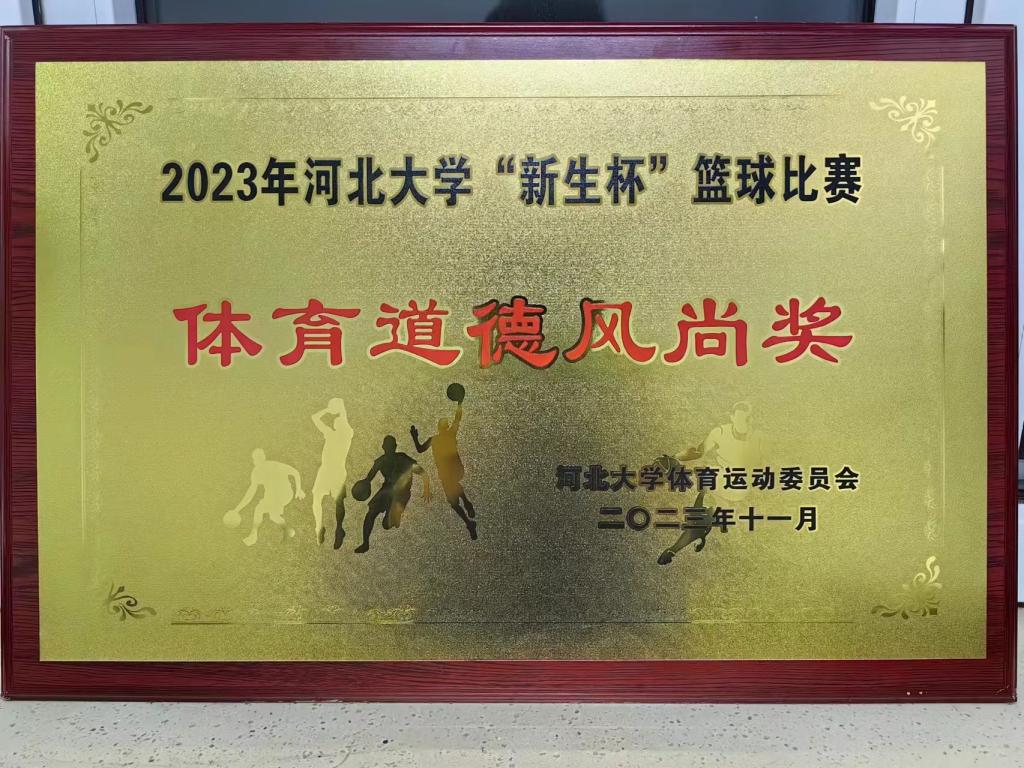 2023年河北大学“新生杯”篮球比赛
体育道德风尚奖
河北大学体育运动委员会
二〇二三年十一月